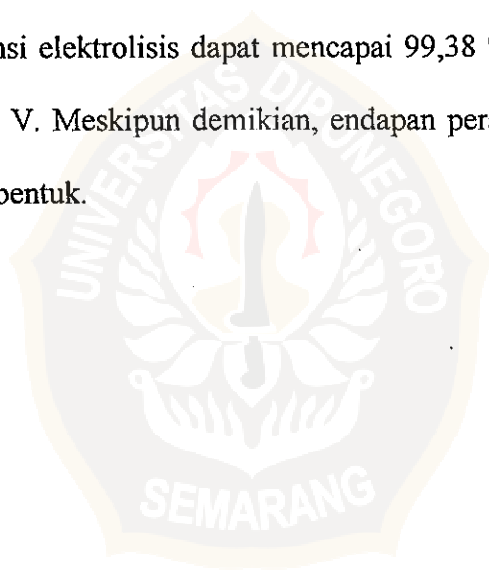 nsi elektrolisis dapat mencapai 99,38
V. Meskipun demikian, endapan per
bentuk.
UNIVERSITAS DIPONEGORO
SEMARANG